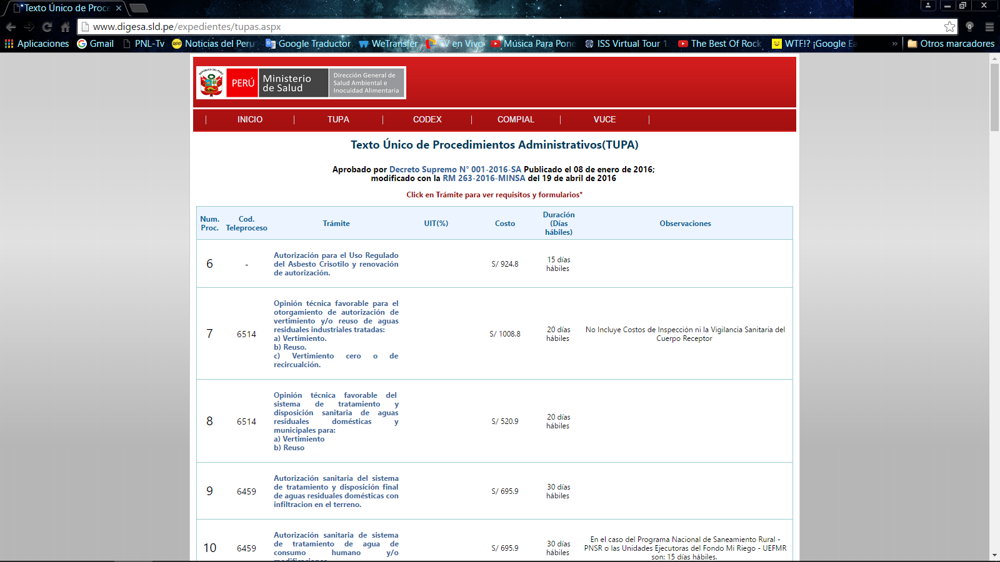 Texto Único de Proce
www.digesa.sld.pe/expedientes/tupas.aspx
Aplicaciones Gmail PNL-Tv Noticias del Peru Google Traductor WeTransfer TV en Vivo Música Para Pone ISS Virtual Tour 1 The Best Of Rock WTF!? ¡Google Ea » Otros marcadores
REPUBLICA DEL PERU
PERÚ
Ministerio
de Salud
Dirección General de
Salud Ambiental e
Inocuidad Alimentaria
INICIO TUPA CODEX COMPIAL VUCE
Texto Único de Procedimientos Administrativos(TUPA)
Aprobado por Decreto Supremo N° 001-2016-SA Publicado el 08 de enero de 2016;
modificado con la RM 263-2016-MINSA del 19 de abril de 2016
Click en Trámite para ver requisitos y formularios*
Num.
Proc.
Cod.
Teleproceso
Trámite
UIT(%)
Costo
Duración
(Días
hábiles)
Observaciones
6
-
Autorización para el Uso Regulado
del Asbesto Crisotilo y renovación
de autorización.
S/ 924.8
15 días
hábiles
7
6514
Opinión técnica favorable para el
otorgamiento de autorización de
vertimiento y/o reuso de aguas
residuales industriales tratadas:
a) Vertimiento.
b) Reuso.
c) Vertimiento cero o de
recircualción.
S/ 1008.8
20 días
hábiles
No Incluye Costos de Inspección ni la Vigilancia Sanitaria del
Cuerpo Receptor
8
6514
Opinión técnica favorable del
sistema de tratamiento y
disposición sanitaria de aguas
residuales domésticas y
municipales para:
a) Vertimiento
b) Reuso
S/ 520.9
20 días
hábiles
9
6459
Autorización sanitaria del sistema
de tratamiento y disposición final
de aguas residuales domésticas con
infiltracion en el terreno.
S/ 695.9
30 días
hábiles
10
6459
Autorización sanitaria de sistema
de tratamiento de agua de
consumo humano y/o
S/ 695.9
30 días
hábiles
En el caso del Programa Nacional de Saneamiento Rural -
PNSR o las Unidades Ejecutoras del Fondo Mi Riego - UEFMR
son: 15 días hábiles.